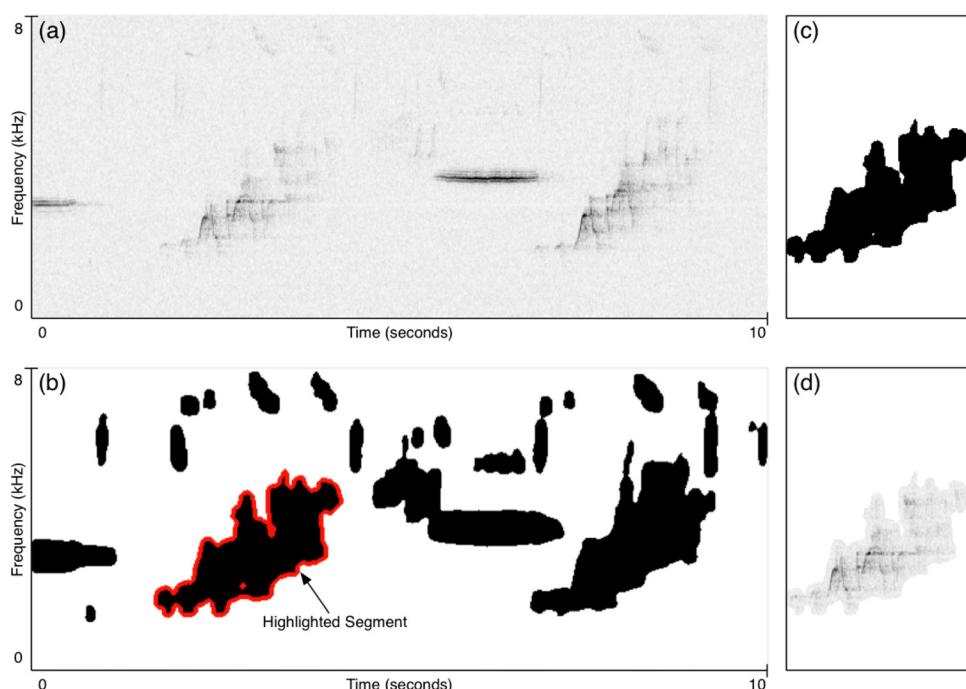 (a)
8
Frequency (kHz)
0
0
Time (seconds)
10
(c)
(b)
8
Frequency (kHz)
Highlighted Segment
0
0
Time (seconds)
10
(d)